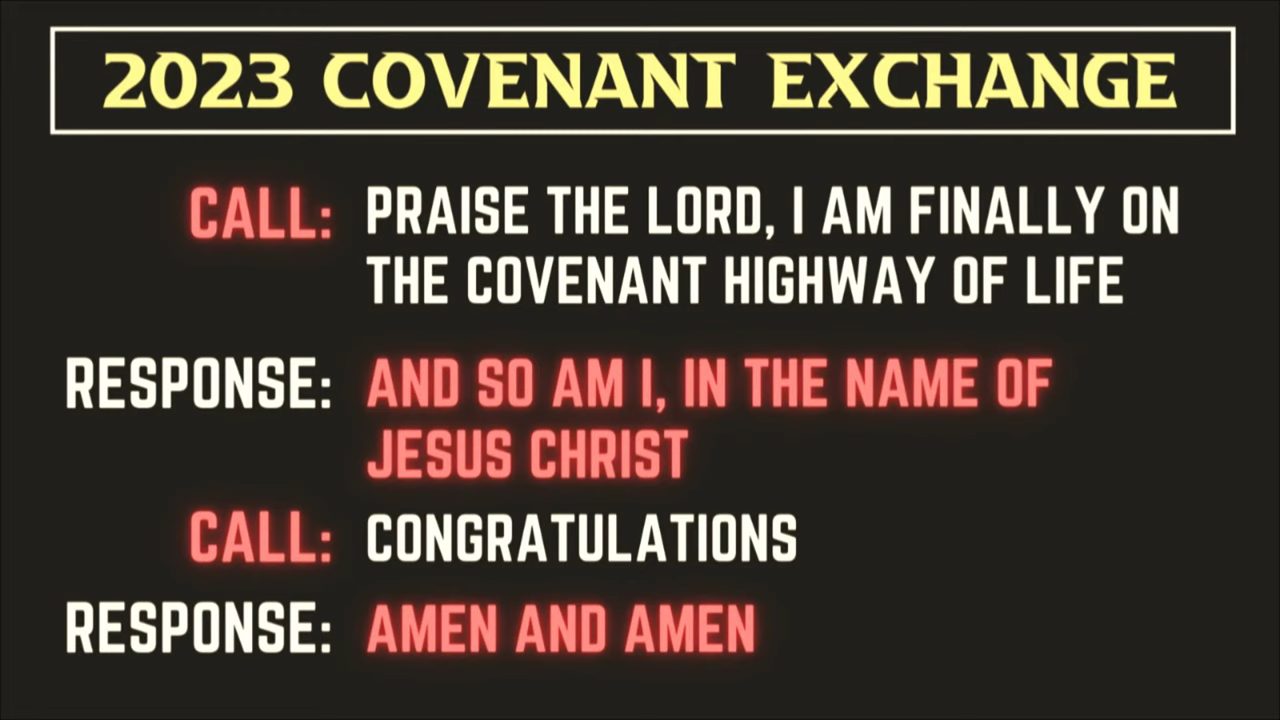 2023 COVENANT EXCHANGE
CALL: PRAISE THE LORD, I AM FINALLY ON
THE COVENANT HIGHWAY OF LIFE
RESPONSE: AND SO AM I, IN THE NAME OF
JESUS CHRIST
CALL: CONGRATULATIONS
RESPONSE: AMEN AND AMEN